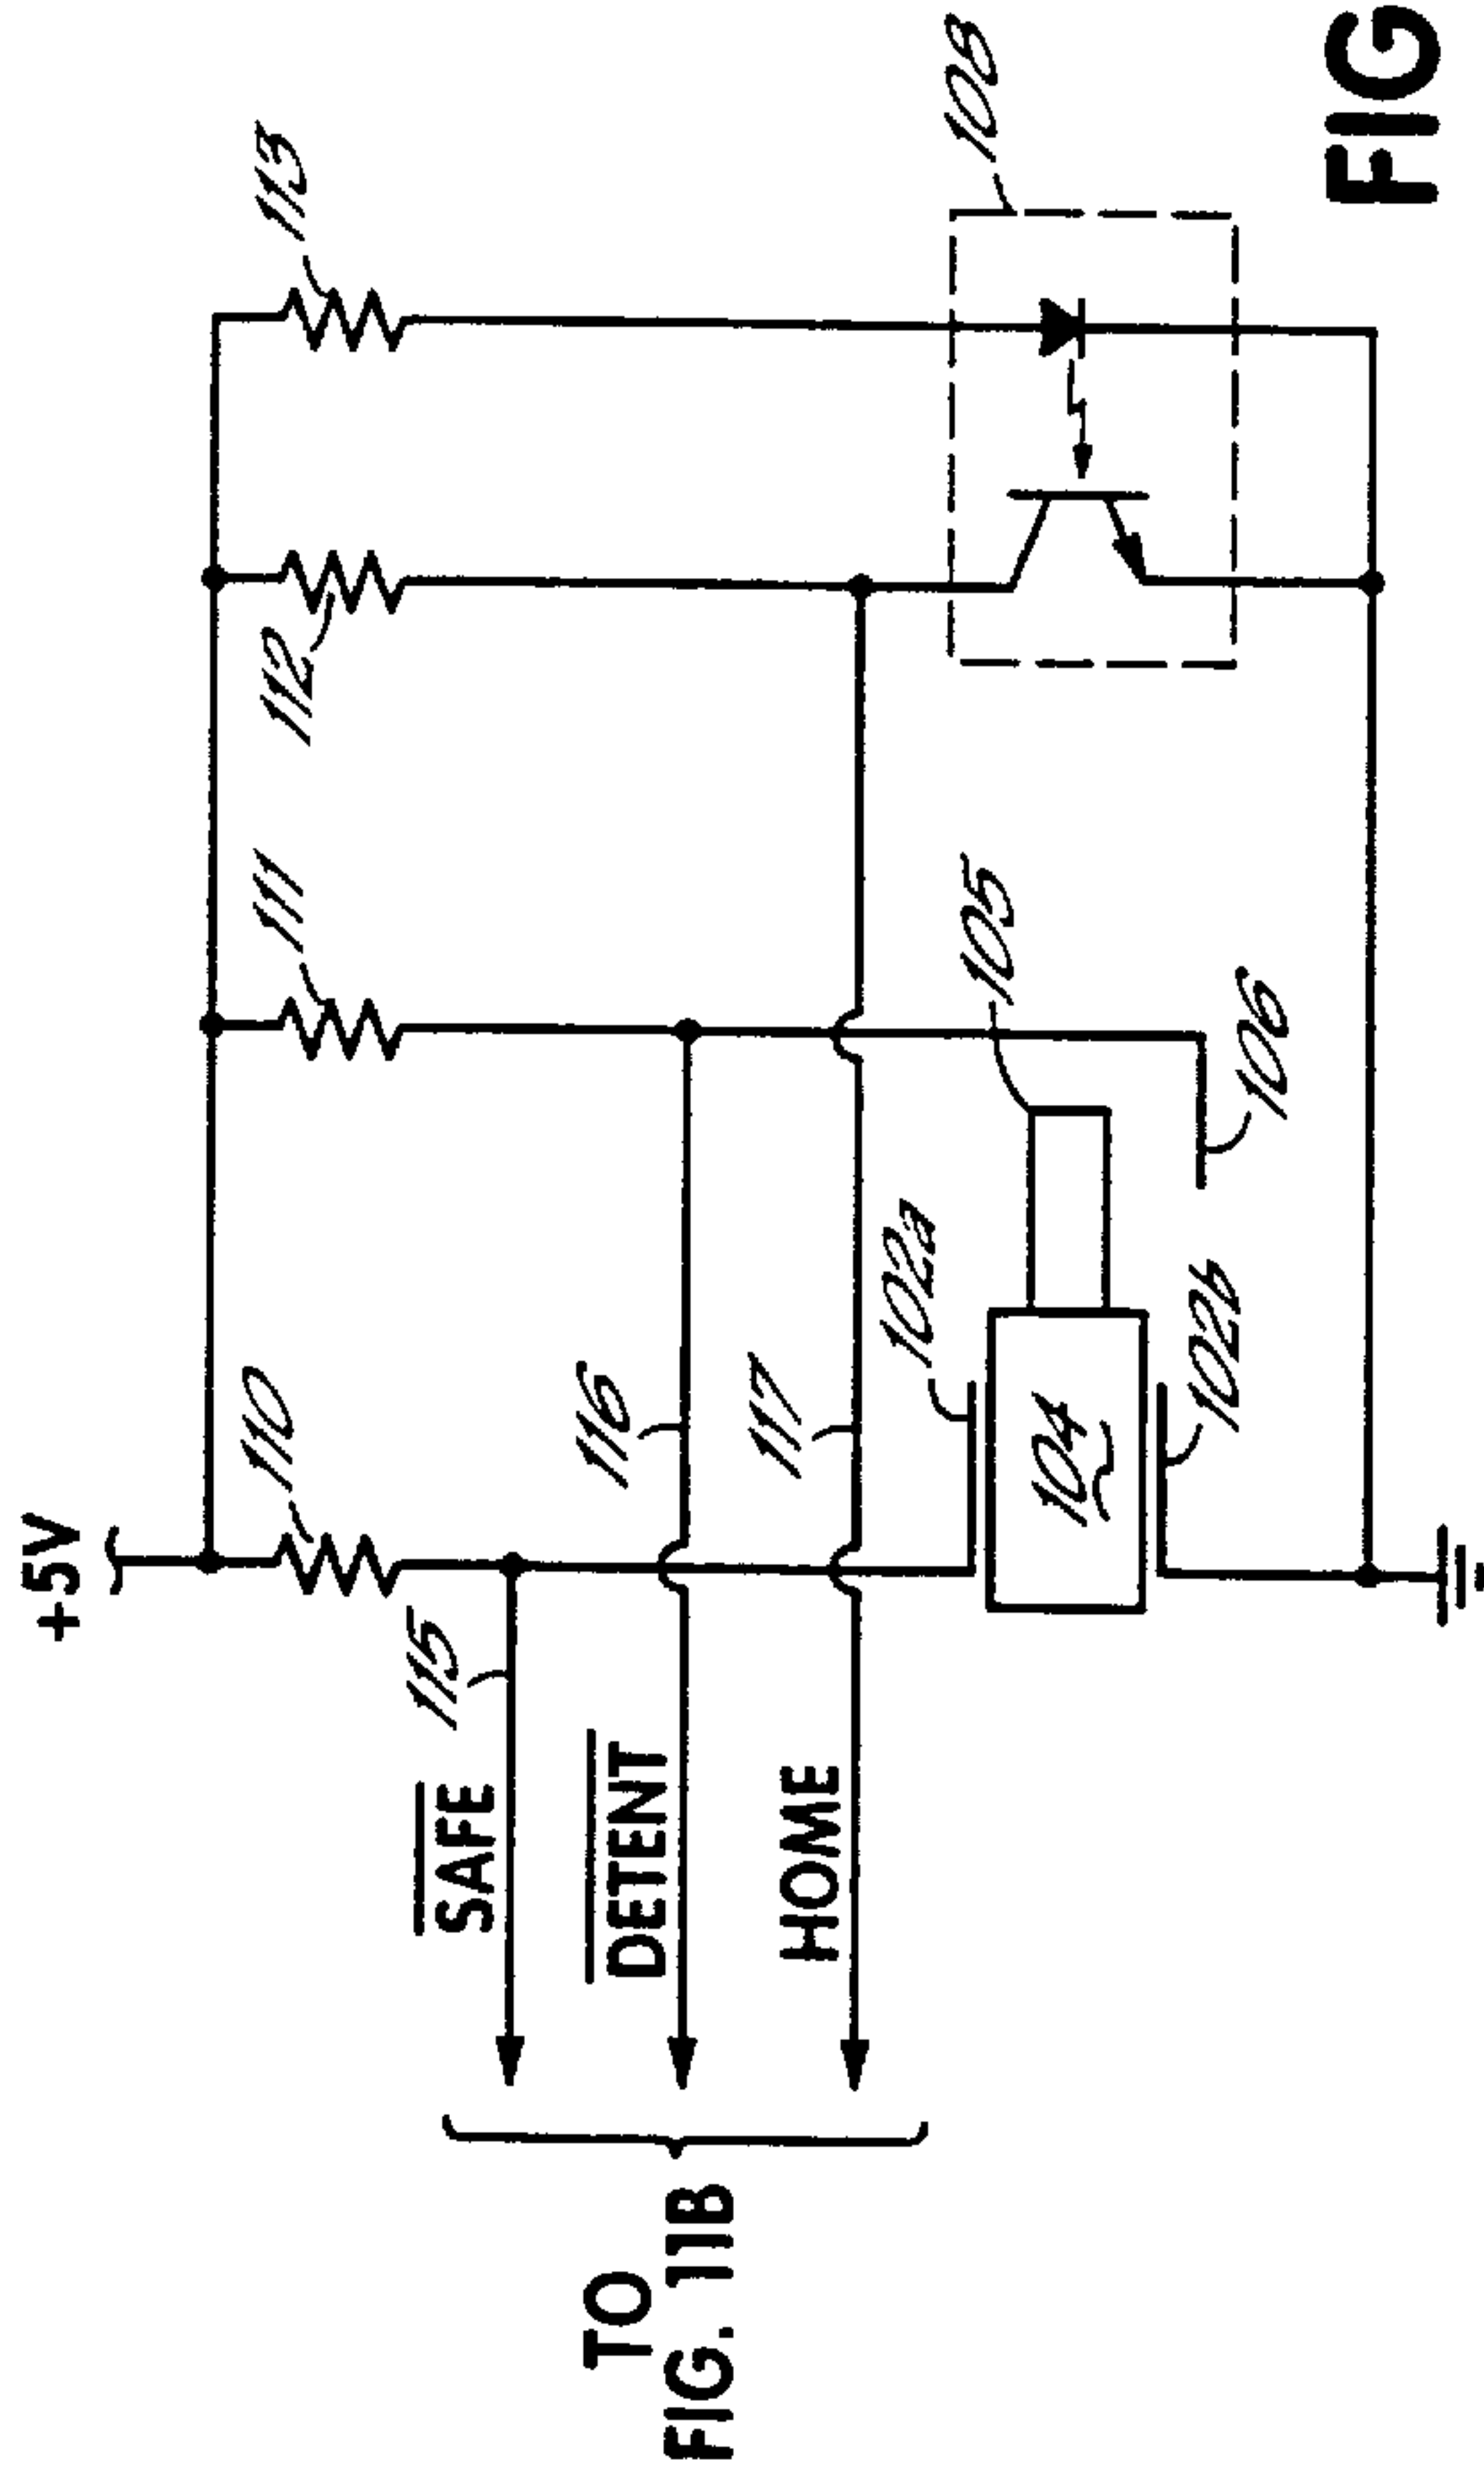 +5V
110
111
112
113
115
SAFE
116
DETENT
117
HOME
TO
FIG. 11B
102a
104
105
102b
106
108
FIG